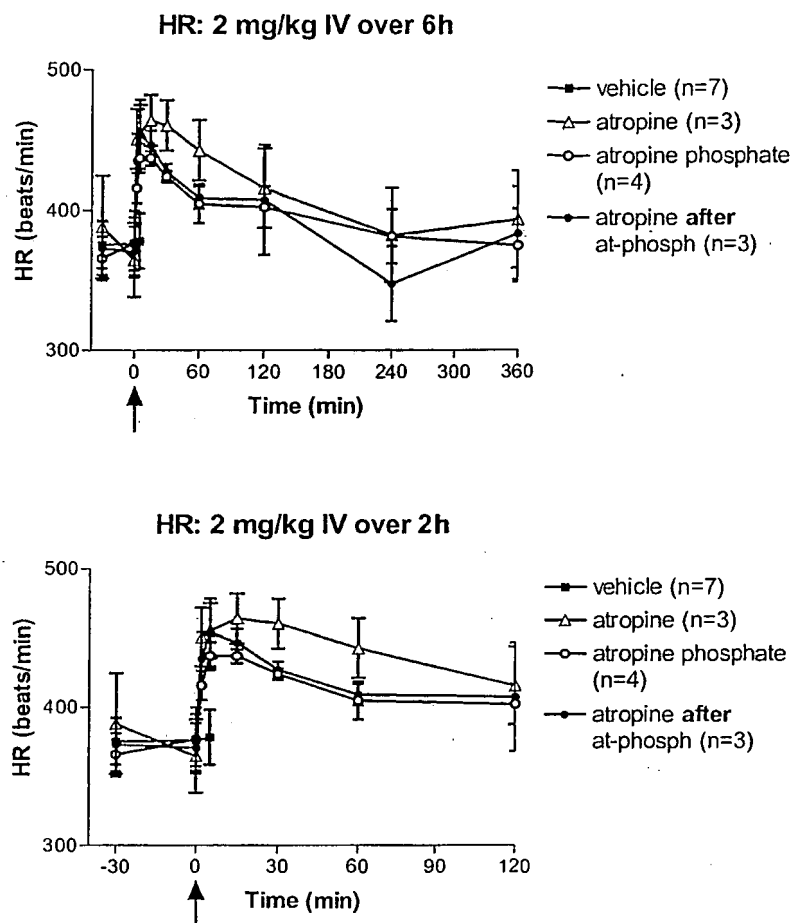 HR: 2 mg/kg IV over 6h
500
400
300
HR (beats/min)
0 60 120 180 240 300 360
Time (min)
vehicle (n=7)
atropine (n=3)
atropine phosphate
(n=4)
atropine after
at-phosph (n=3)
HR: 2 mg/kg IV over 2h
500
400
300
HR (beats/min)
-30 0 30 60 90 120
Time (min)
vehicle (n=7)
atropine (n=3)
atropine phosphate
(n=4)
atropine after
at-phosph (n=3)